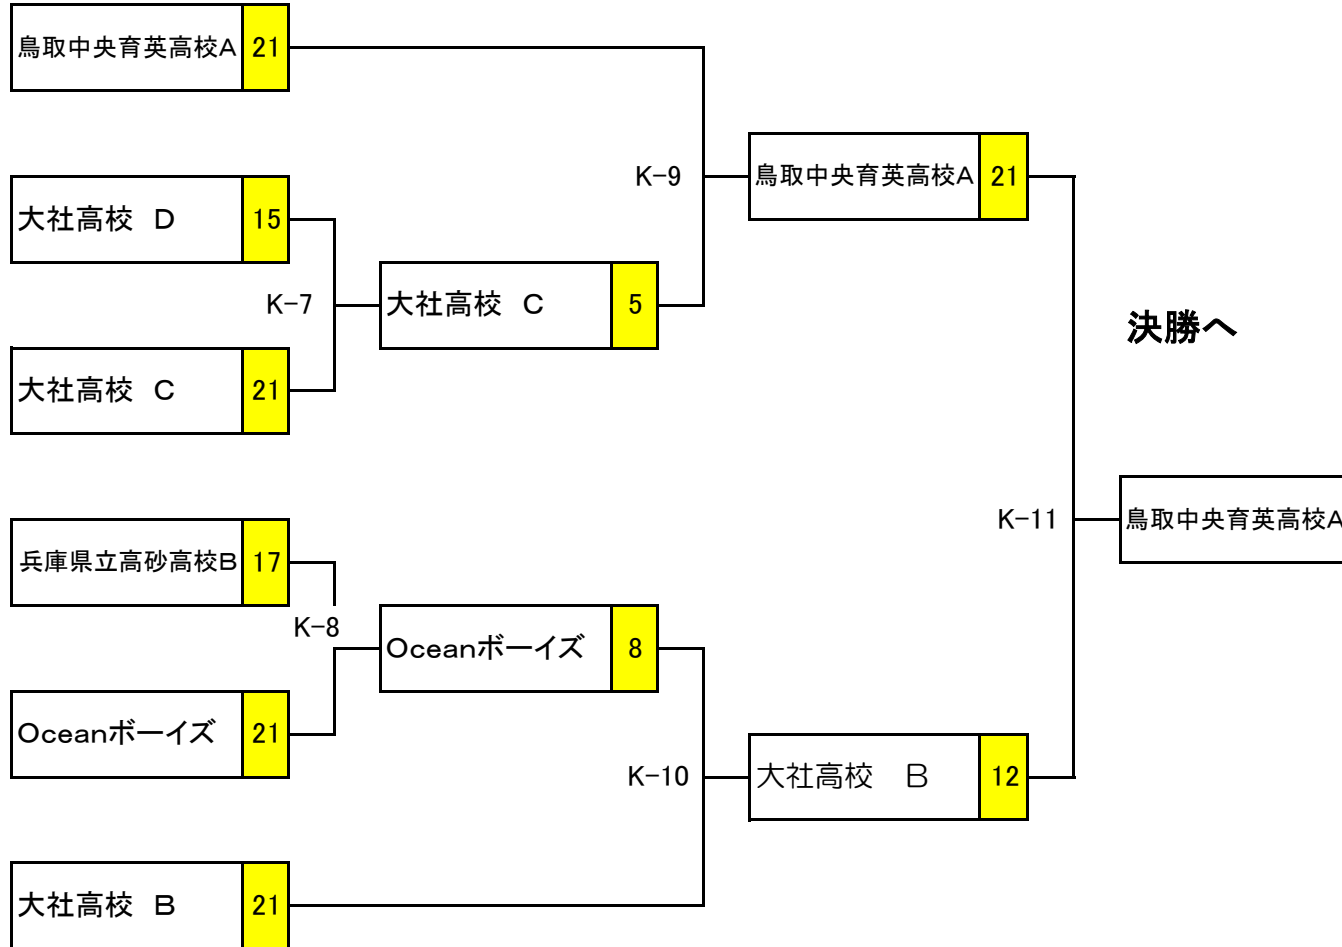 鳥取中央育英高校A 21
K-9
鳥取中央育英高校A 21
大社高校　D 15
K-7
大社高校　C 5
決勝へ
大社高校　C 21
K-11
鳥取中央育英高校A
兵庫県立高砂高校B 17
K-8
Oceanボーイズ 8
Oceanボーイズ 21
K-10
大社高校　B 12
大社高校　B 21